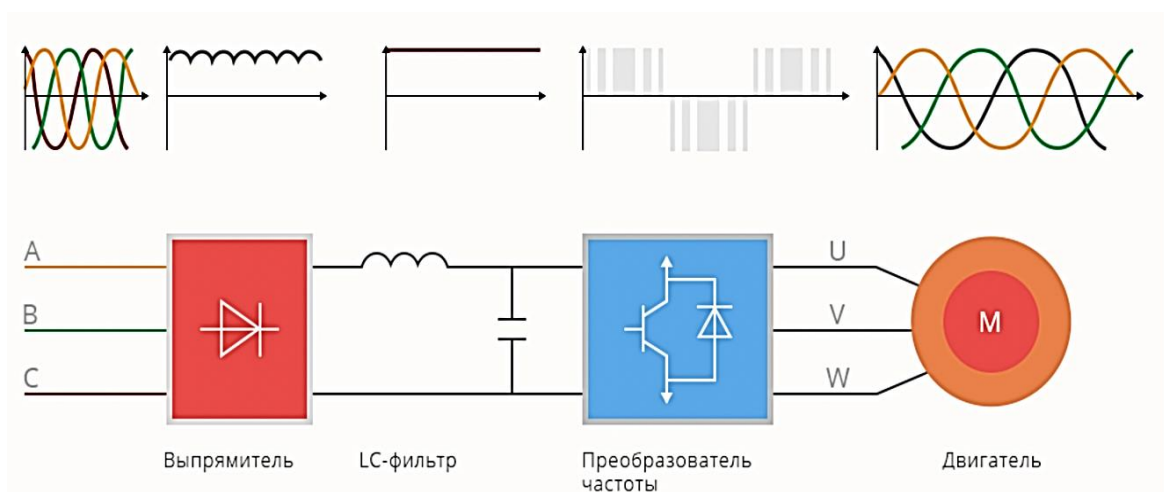 A
B
C
U
V
W
M
Выпрямитель
LC-фильтр
Преобразователь
частоты
Двигатель